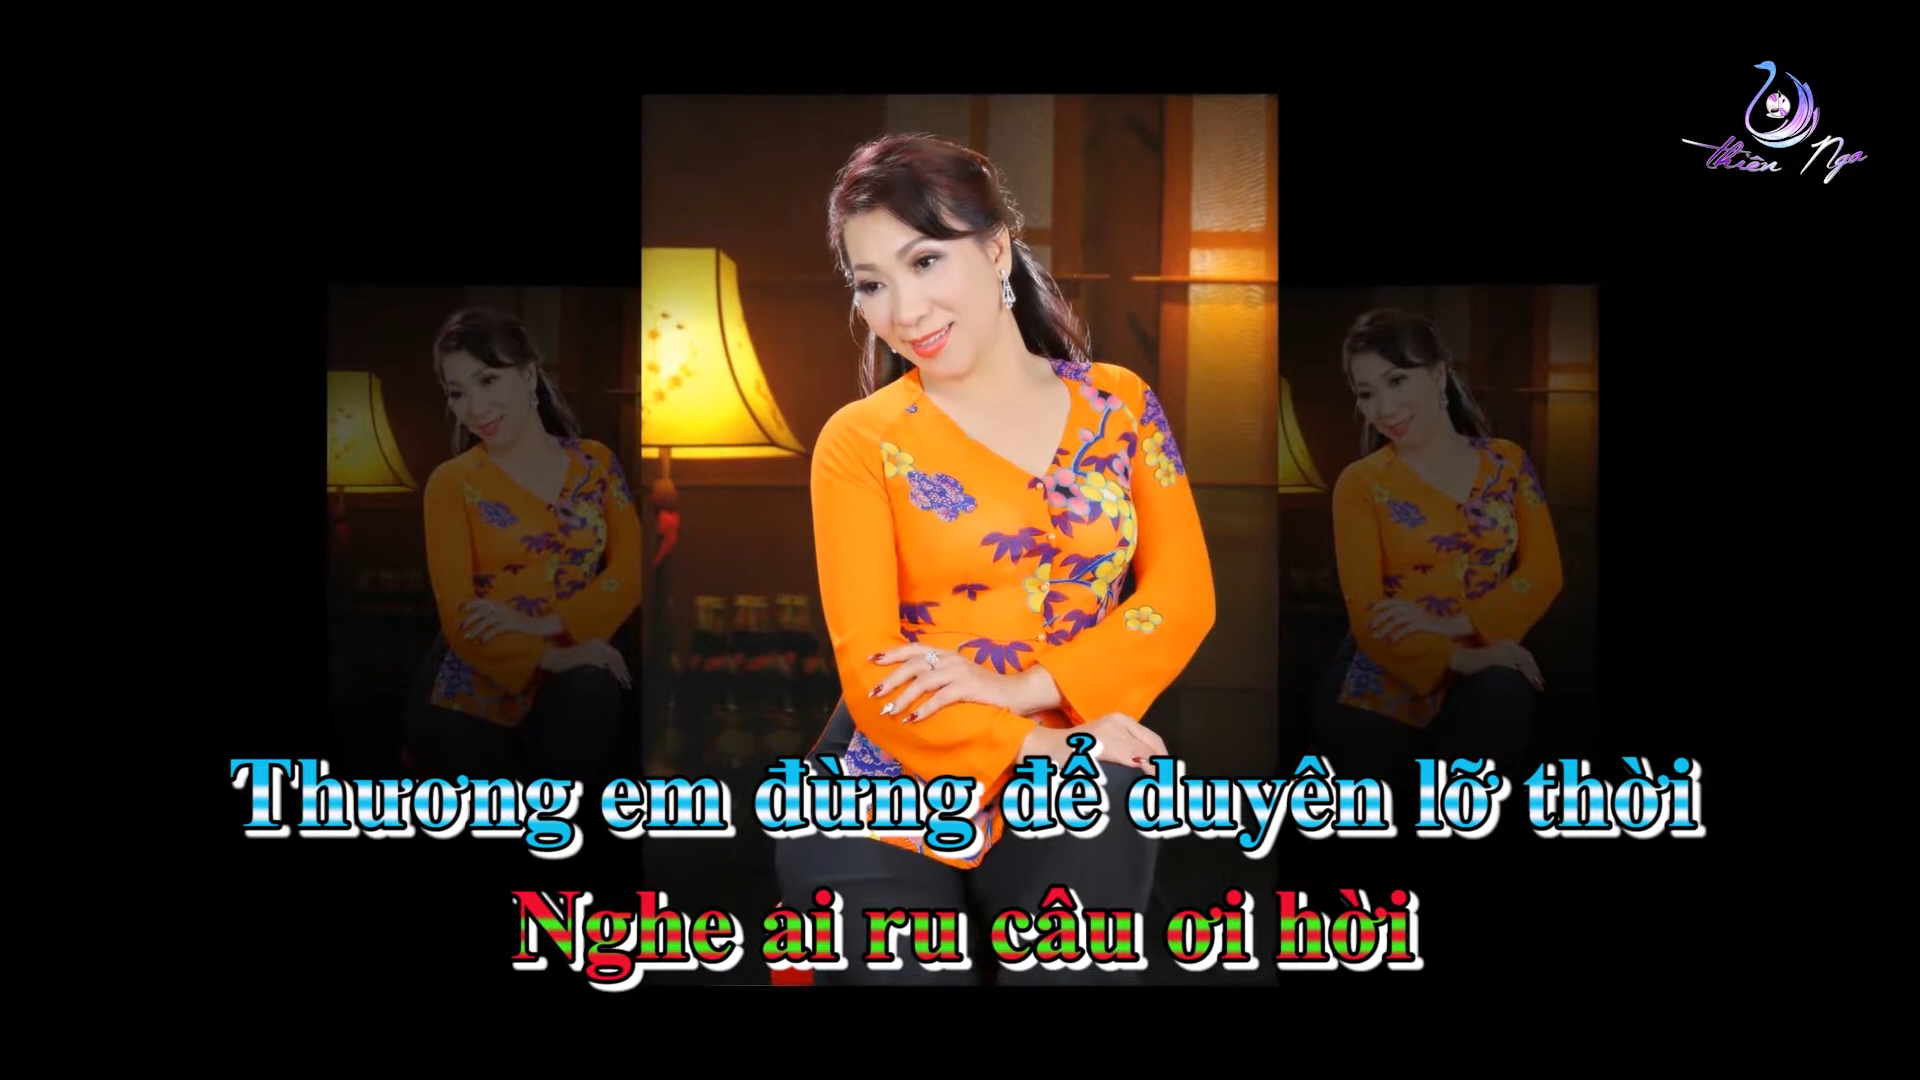 Thiên Nga
Thương em đừng để duyên lỡ thời
Nghe ai ru câu ơi hời